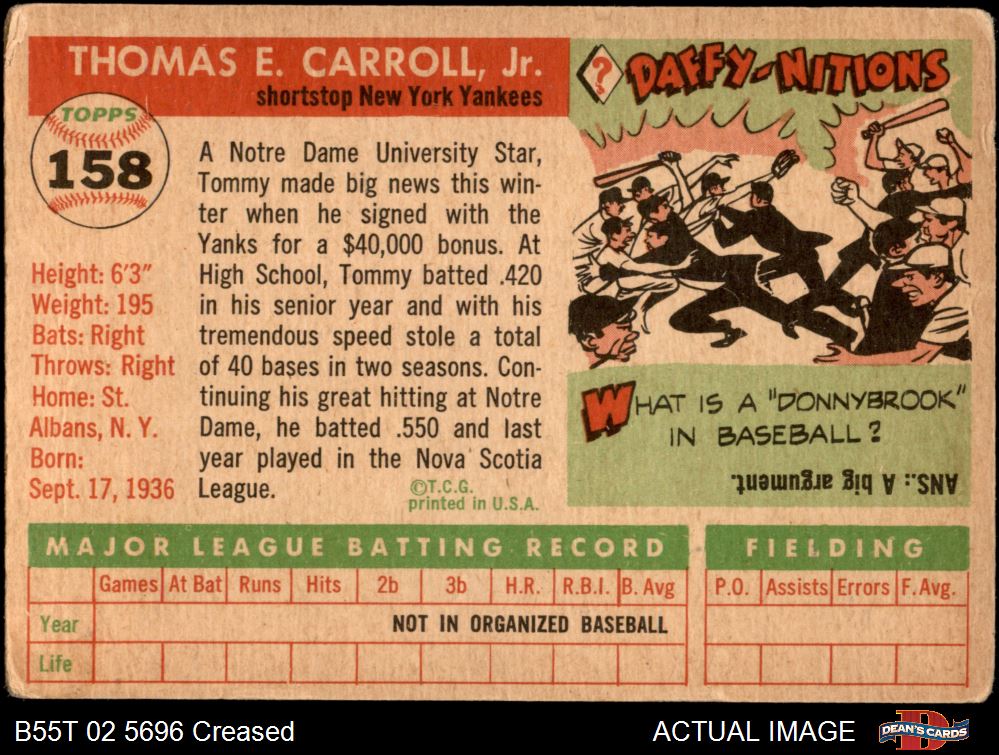 THOMAS E. CARROLL, Jr.
shortstop New York Yankees
TOPPS
158
Height: 6'3"
Weight: 195
Bats: Right
Throws: Right
Home: St.
Albans, N. Y.
Born:
Sept. 17, 1936
A Notre Dame University Star,
Tommy made big news this win-
ter when he signed with the
Yanks for a $40,000 bonus. At
High School, Tommy batted .420
in his senior year and with his
tremendous speed stole a total
of 40 bases in two seasons. Con-
tinuing his great hitting at Notre
Dame, he batted .550 and last
year played in the Nova Scotia
League.
©T.C.G.
printed in U.S.A.
?
DAFFY-NITIONS
WHAT IS A "DONNYBROOK"
IN BASEBALL?
ANS.: A big argument.
MAJOR LEAGUE BATTING RECORD
Games At Bat Runs Hits 2b 3b H.R. R.B.I. B. Avg
Year NOT IN ORGANIZED BASEBALL
Life
FIELDING
P.O. Assists Errors F. Avg.
B55T 02 5696 Creased
ACTUAL IMAGE
D
DEAN'S CARDS